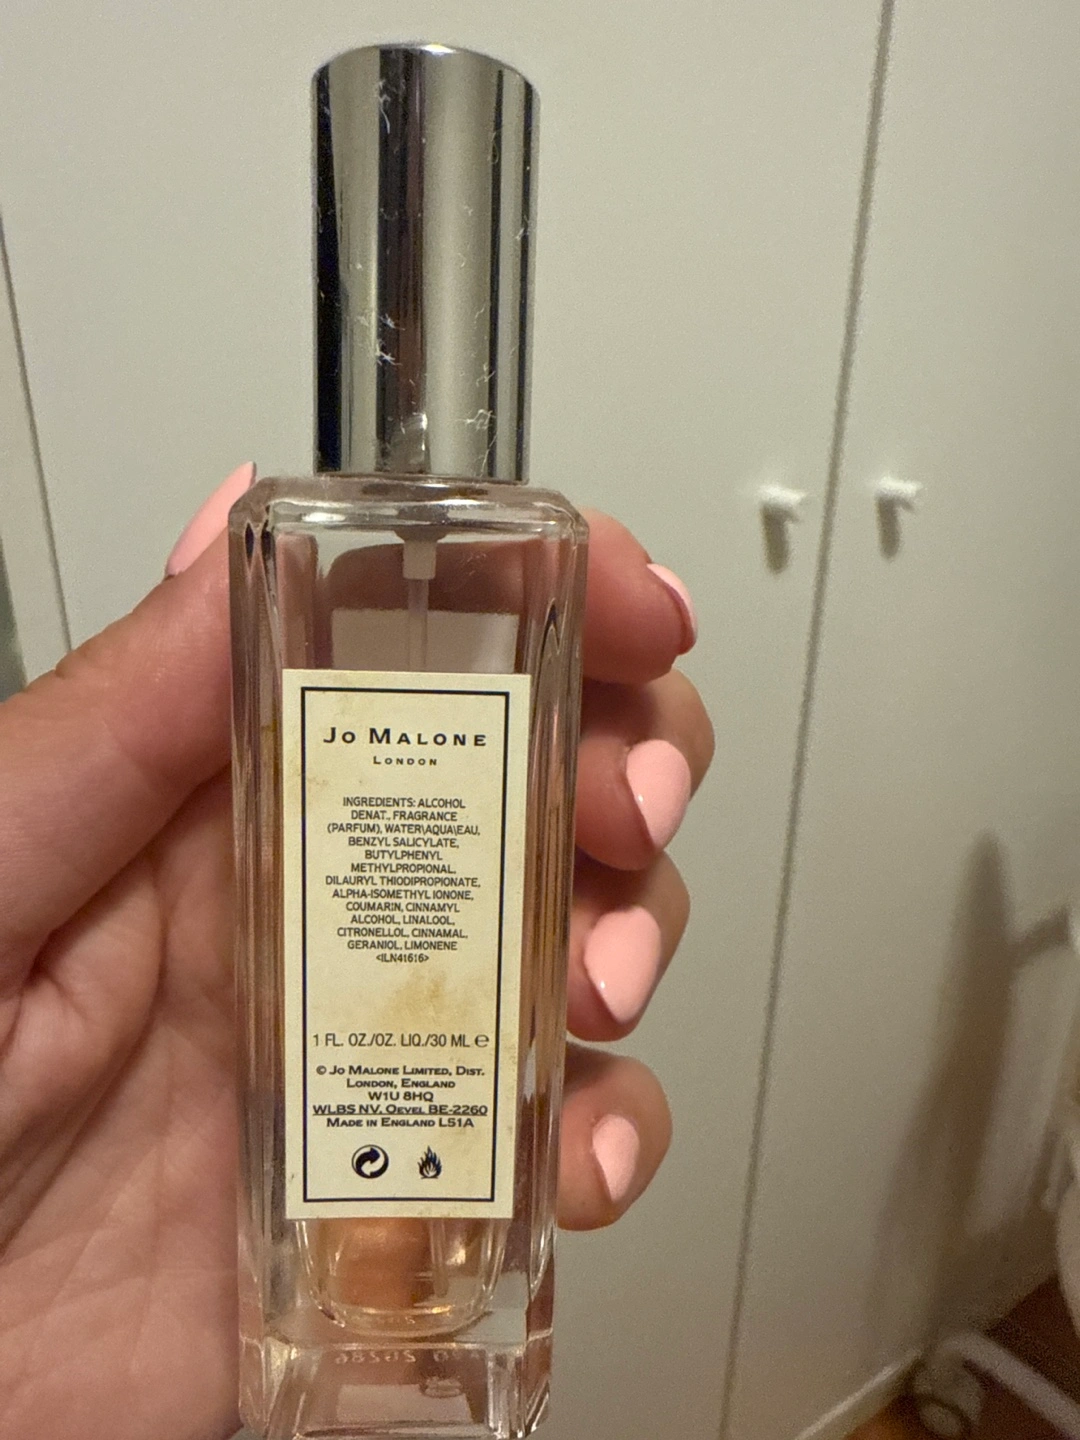 JO MALONE
LONDON
INGREDIENTS: ALCOHOL
DENAT., FRAGRANCE
(PARFUM), WATER\AQUA\EAU,
BENZYL SALICYLATE,
BUTYLPHENYL
METHYLPROPIONAL,
DILAURYL THIODIPROPIONATE,
ALPHA-ISOMETHYL IONONE,
COUMARIN, CINNAMYL
ALCOHOL, LINALOOL,
CITRONELLOL, CINNAMAL,
GERANIOL, LIMONENE
<ILN41616>
1 FL. OZ./OZ. LIQ./30 ML ℮
© JO MALONE LIMITED, DIST.
LONDON, ENGLAND
W1U 8HQ
WLBS NV. OEVEL BE-2260
MADE IN ENGLAND L51A